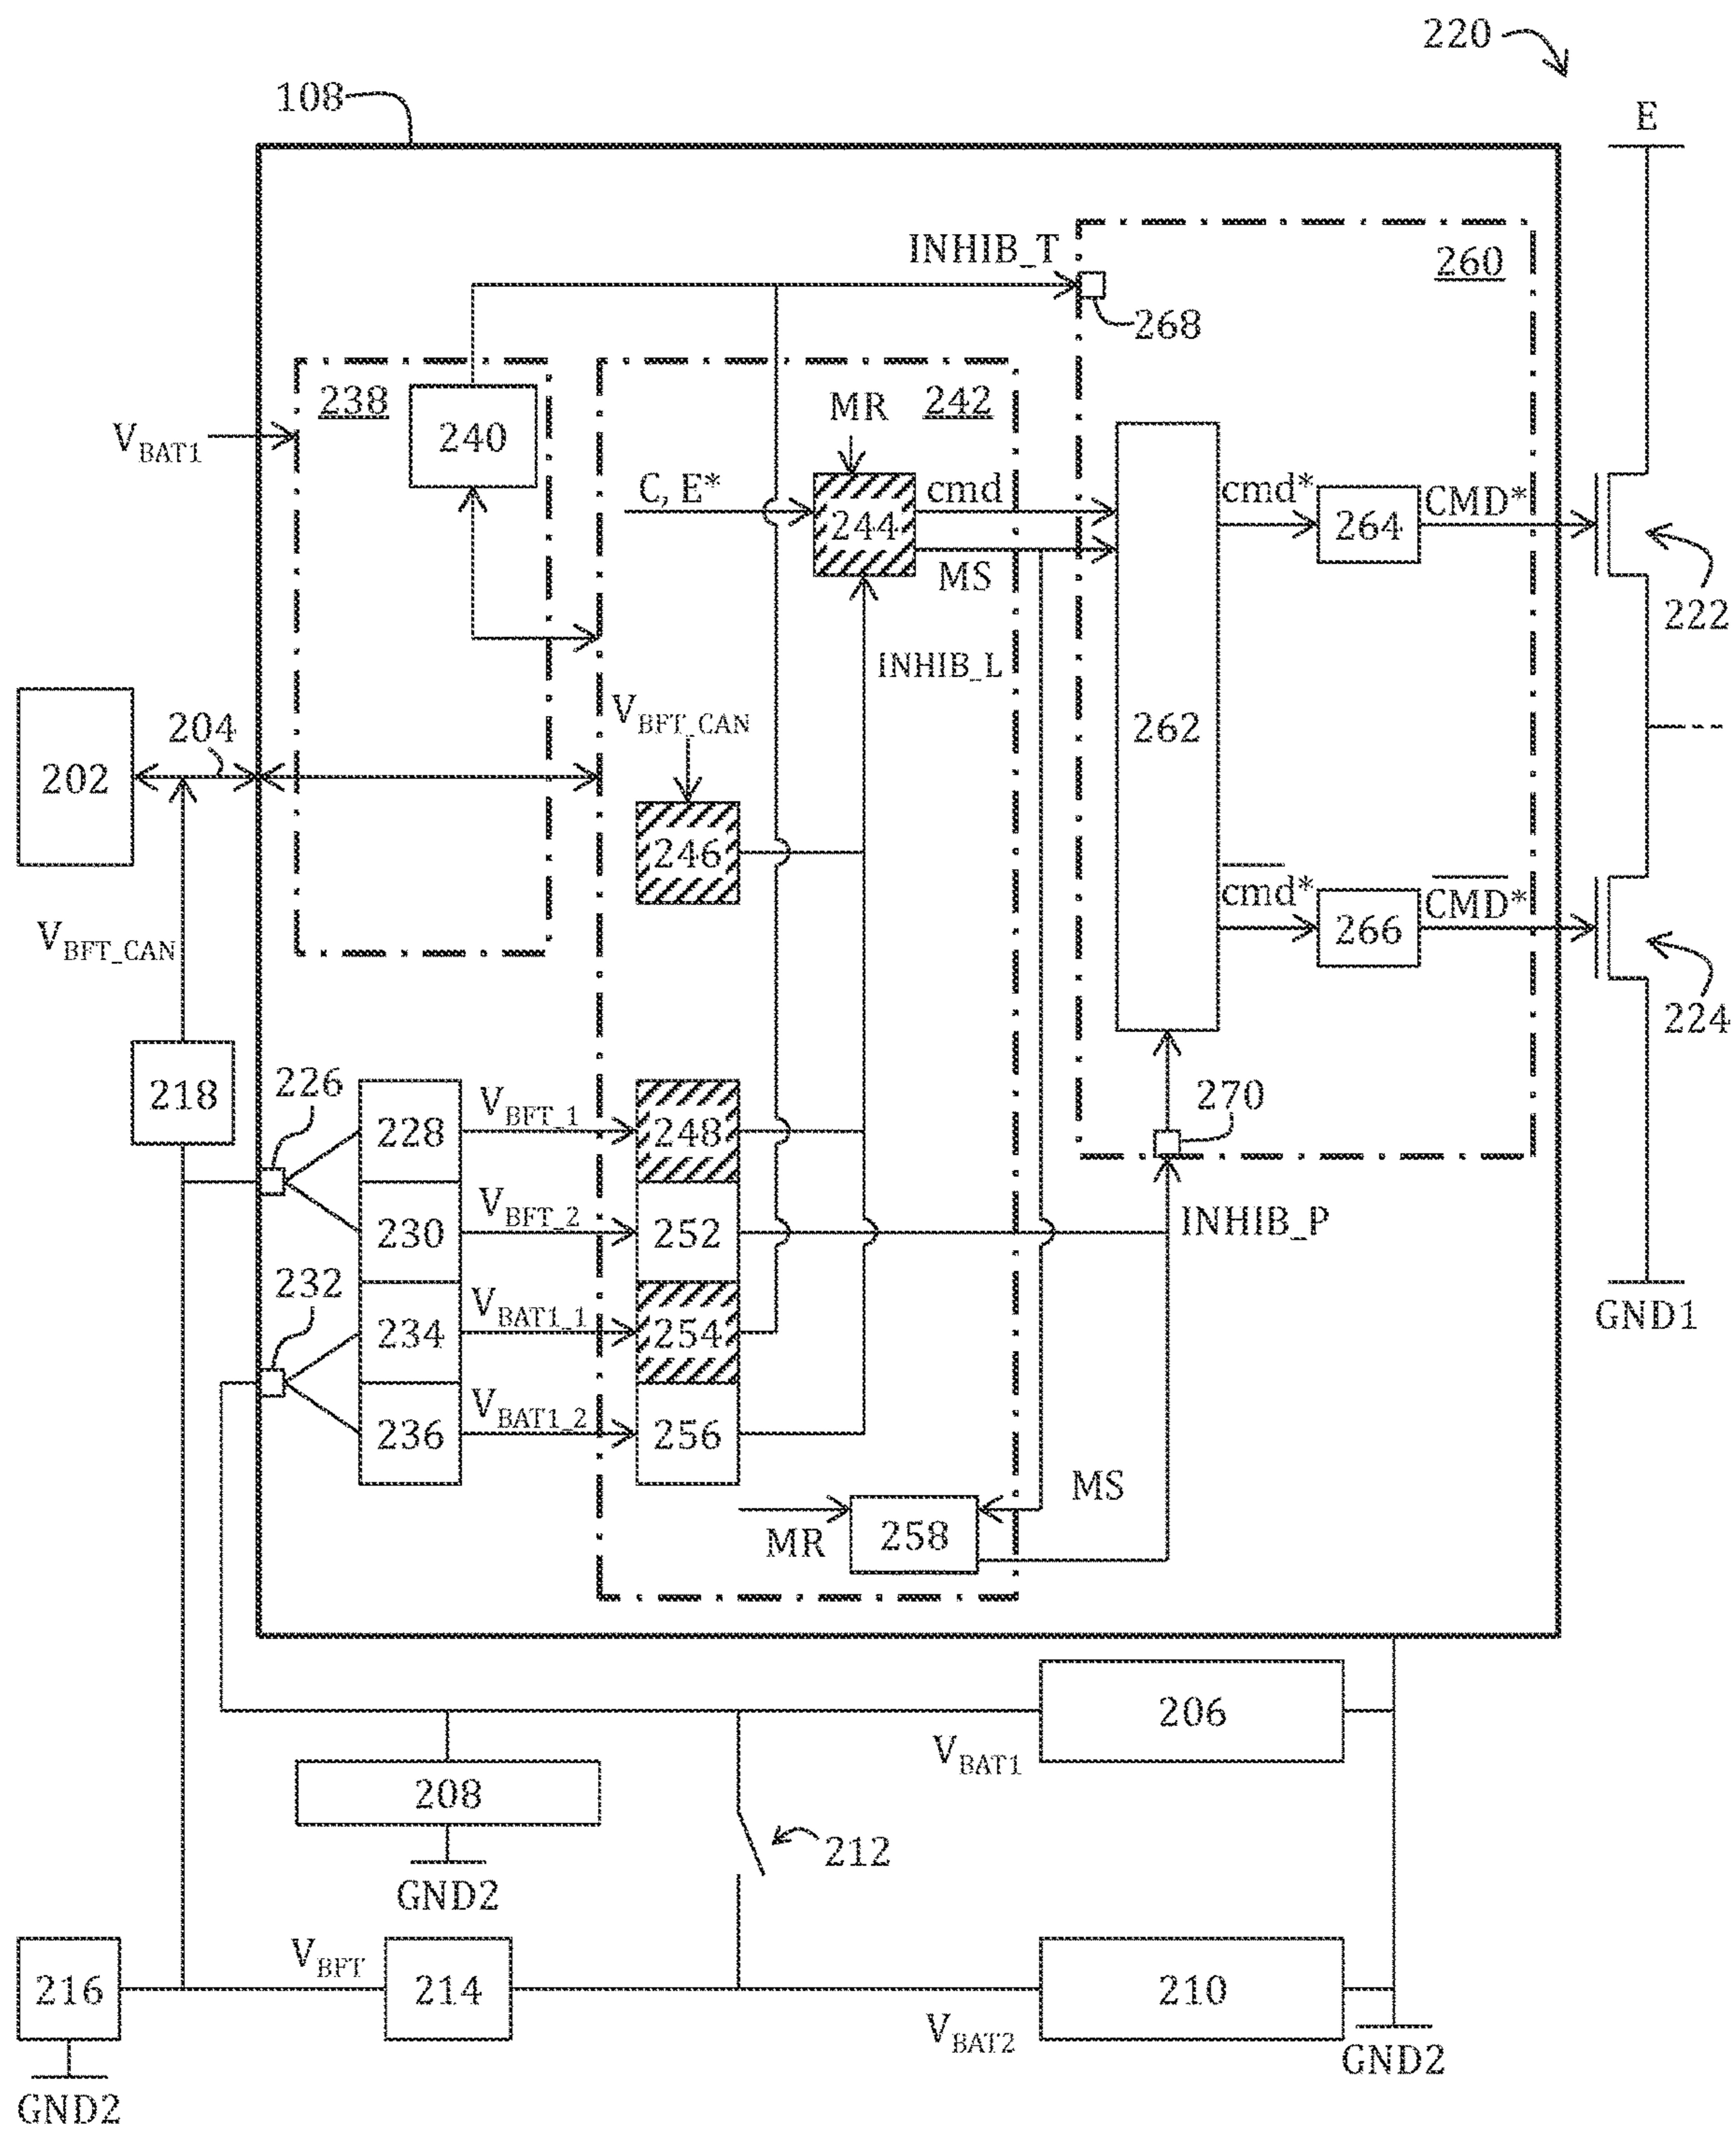 220
108
E
INHIB_T
260
268
238
240
242
MR
V_BAT1
C, E*
244
cmd
MS
cmd*
264
CMD*
222
INHIB_L
V_BFT_CAN
262
202
204
246
cmd*
266
CMD*
V_BFT_CAN
224
218
226
228
V_BFT_1
248
270
230
V_BFT_2
252
INHIB_P
232
234
V_BAT1_1
254
GND1
236
V_BAT1_2
256
MS
MR
258
206
V_BAT1
208
212
GND2
216
V_BFT
214
210
V_BAT2
GND2
GND2